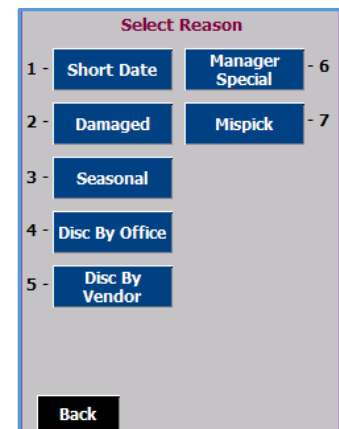 Select Reason
1 - Short Date
Manager Special - 6
2 - Damaged
Mispick - 7
3 - Seasonal
4 - Disc By Office
5 - Disc By Vendor
Back